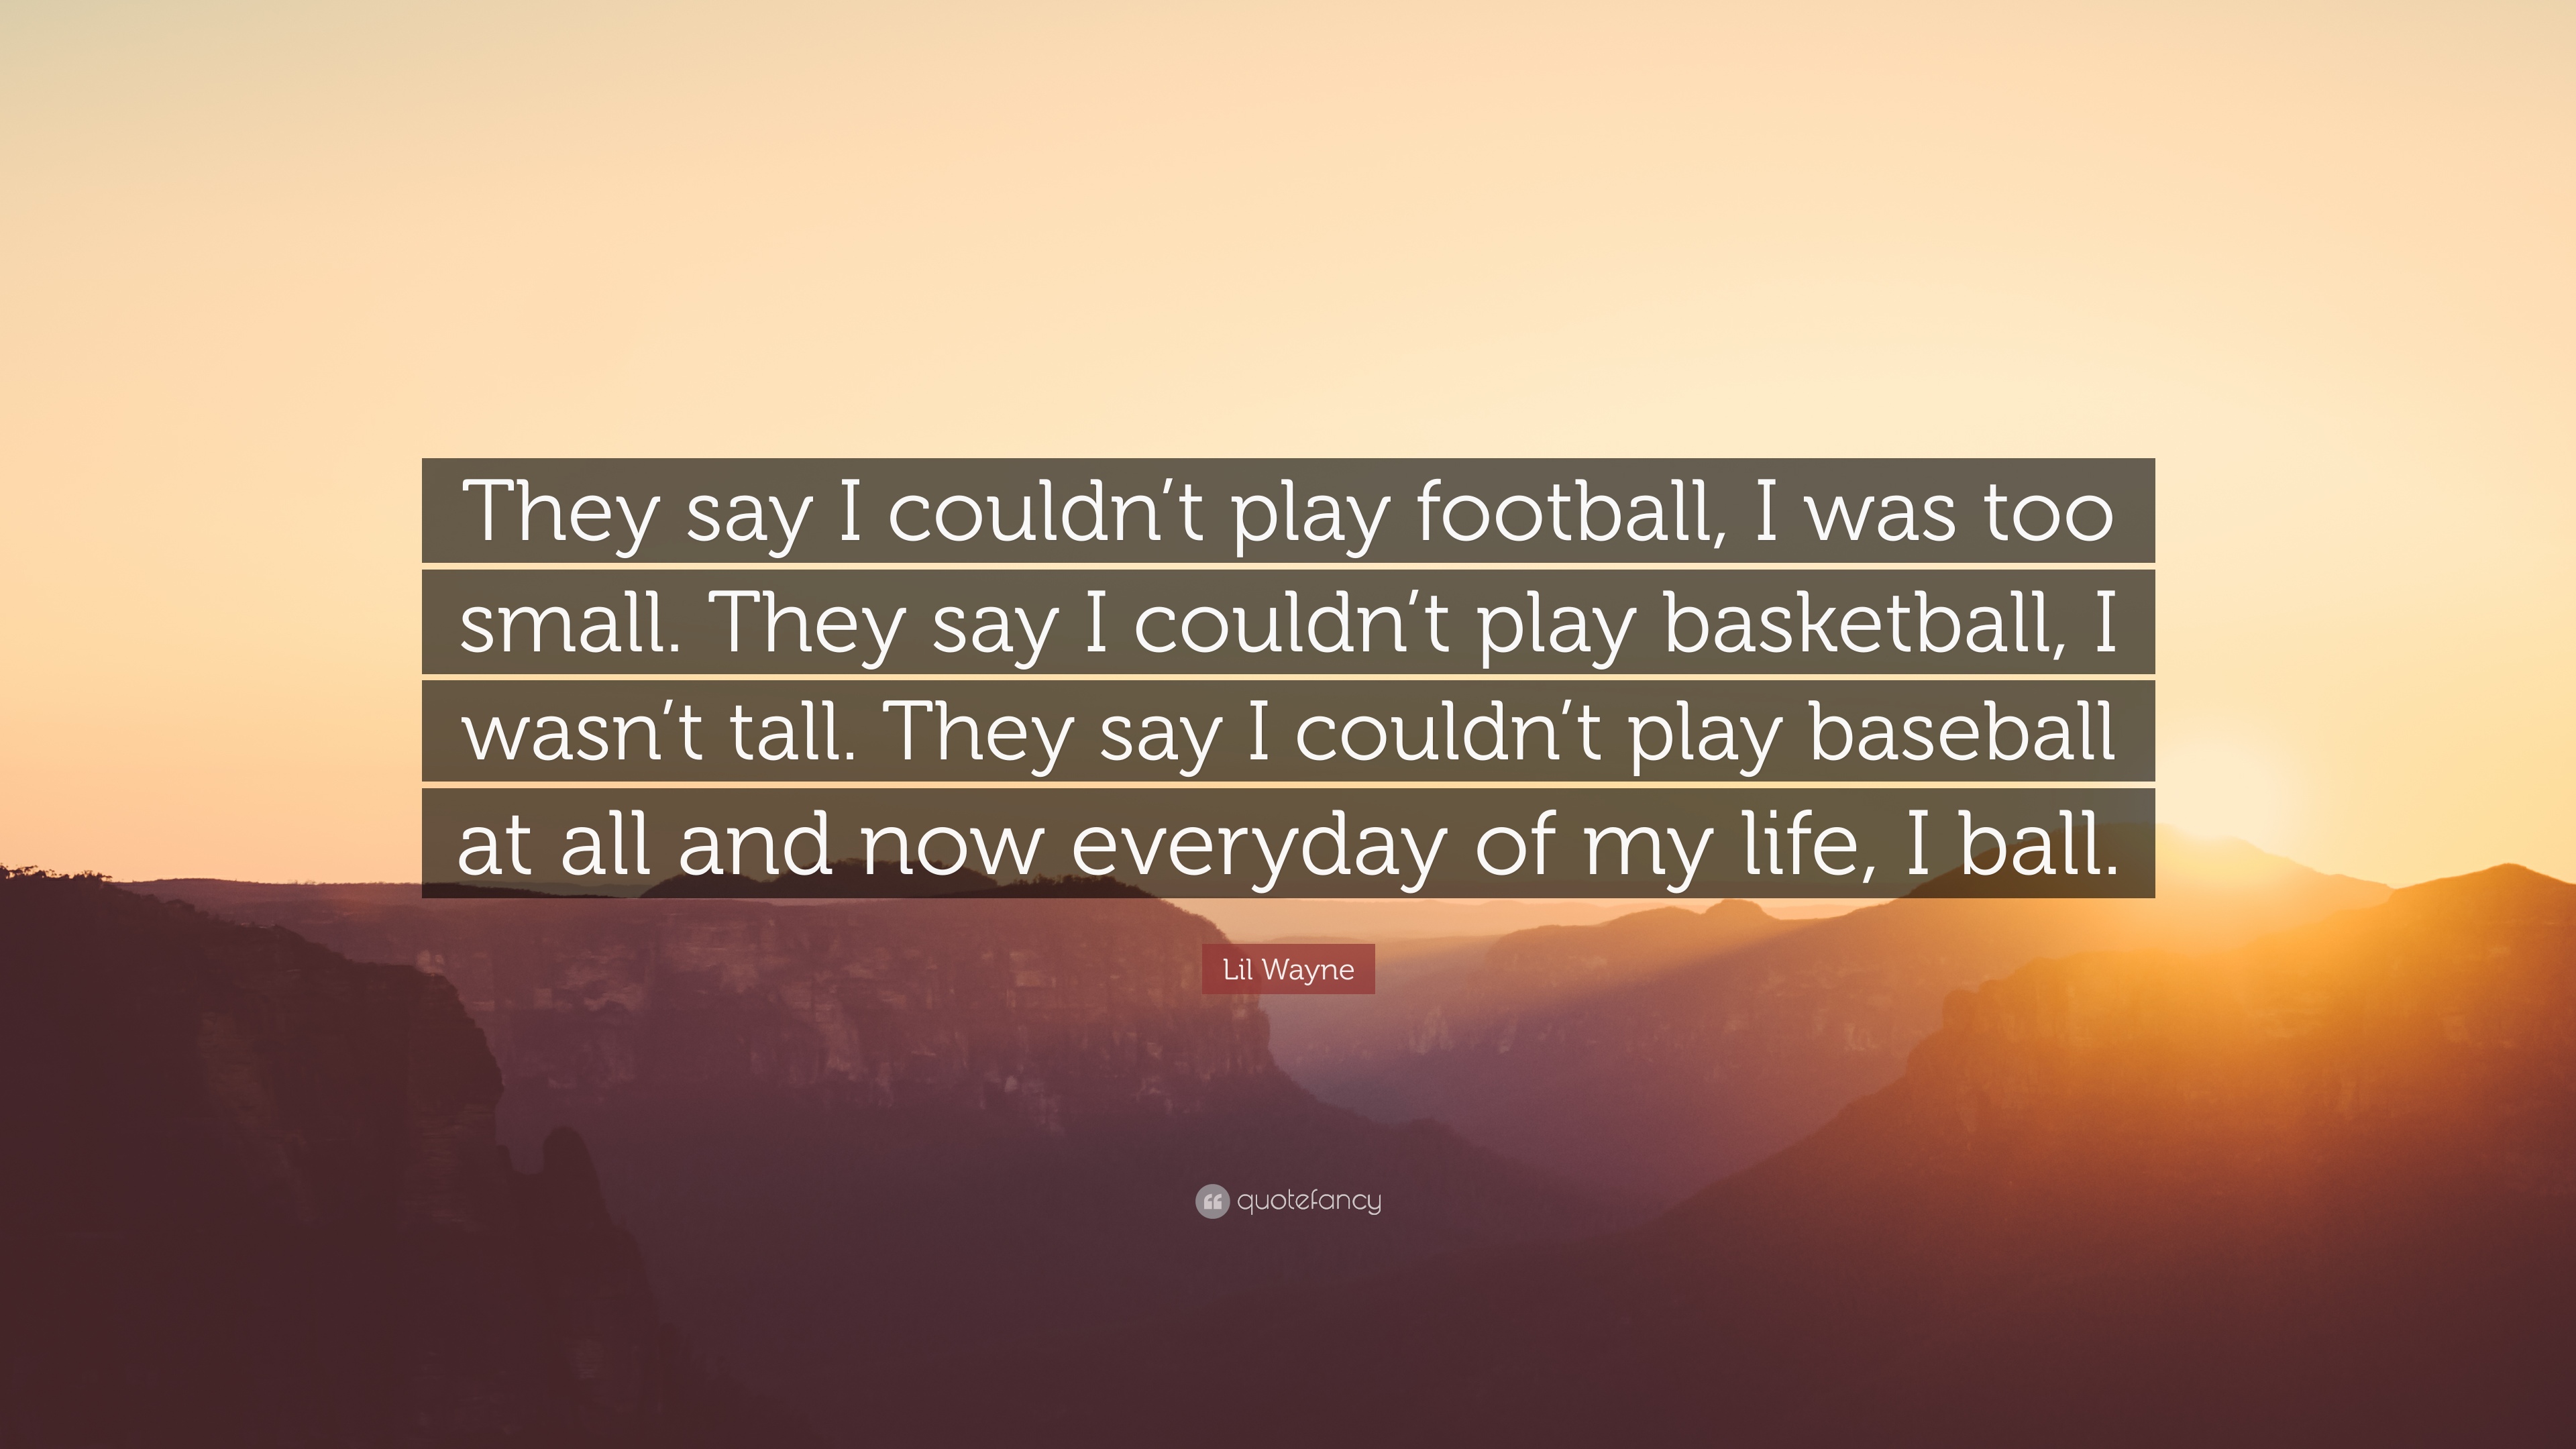 They say I couldn’t play football, I was too
small. They say I couldn’t play basketball, I
wasn’t tall. They say I couldn’t play baseball
at all and now everyday of my life, I ball.
Lil Wayne
quotefancy